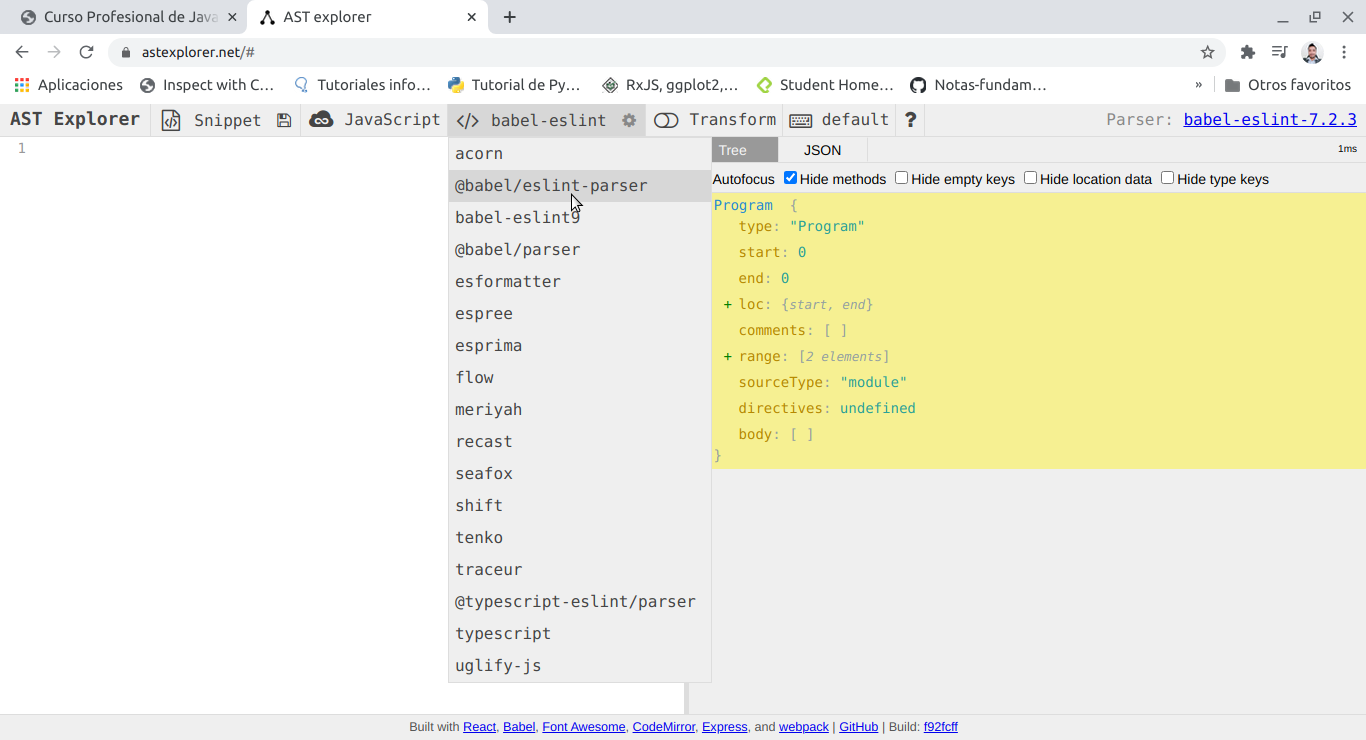 Curso Profesional de Java
AST explorer
astexplorer.net/#
Aplicaciones
Inspect with C...
Tutoriales info...
Tutorial de Py...
RxJS, ggplot2,...
Student Home...
Notas-fundam...
»
Otros favoritos
AST Explorer
Snippet
JavaScript
</> babel-eslint
Transform
default
?
Parser: babel-eslint-7.2.3
1
acorn
@babel/eslint-parser
babel-eslint9
@babel/parser
esformatter
espree
esprima
flow
meriyah
recast
seafox
shift
tenko
traceur
@typescript-eslint/parser
typescript
uglify-js
Tree
JSON
1ms
Autofocus
Hide methods
Hide empty keys
Hide location data
Hide type keys
Program {
type: "Program"
start: 0
end: 0
+ loc: {start, end}
comments: [ ]
+ range: [2 elements]
sourceType: "module"
directives: undefined
body: [ ]
}
Built with React, Babel, Font Awesome, CodeMirror, Express, and webpack | GitHub | Build: f92fcff